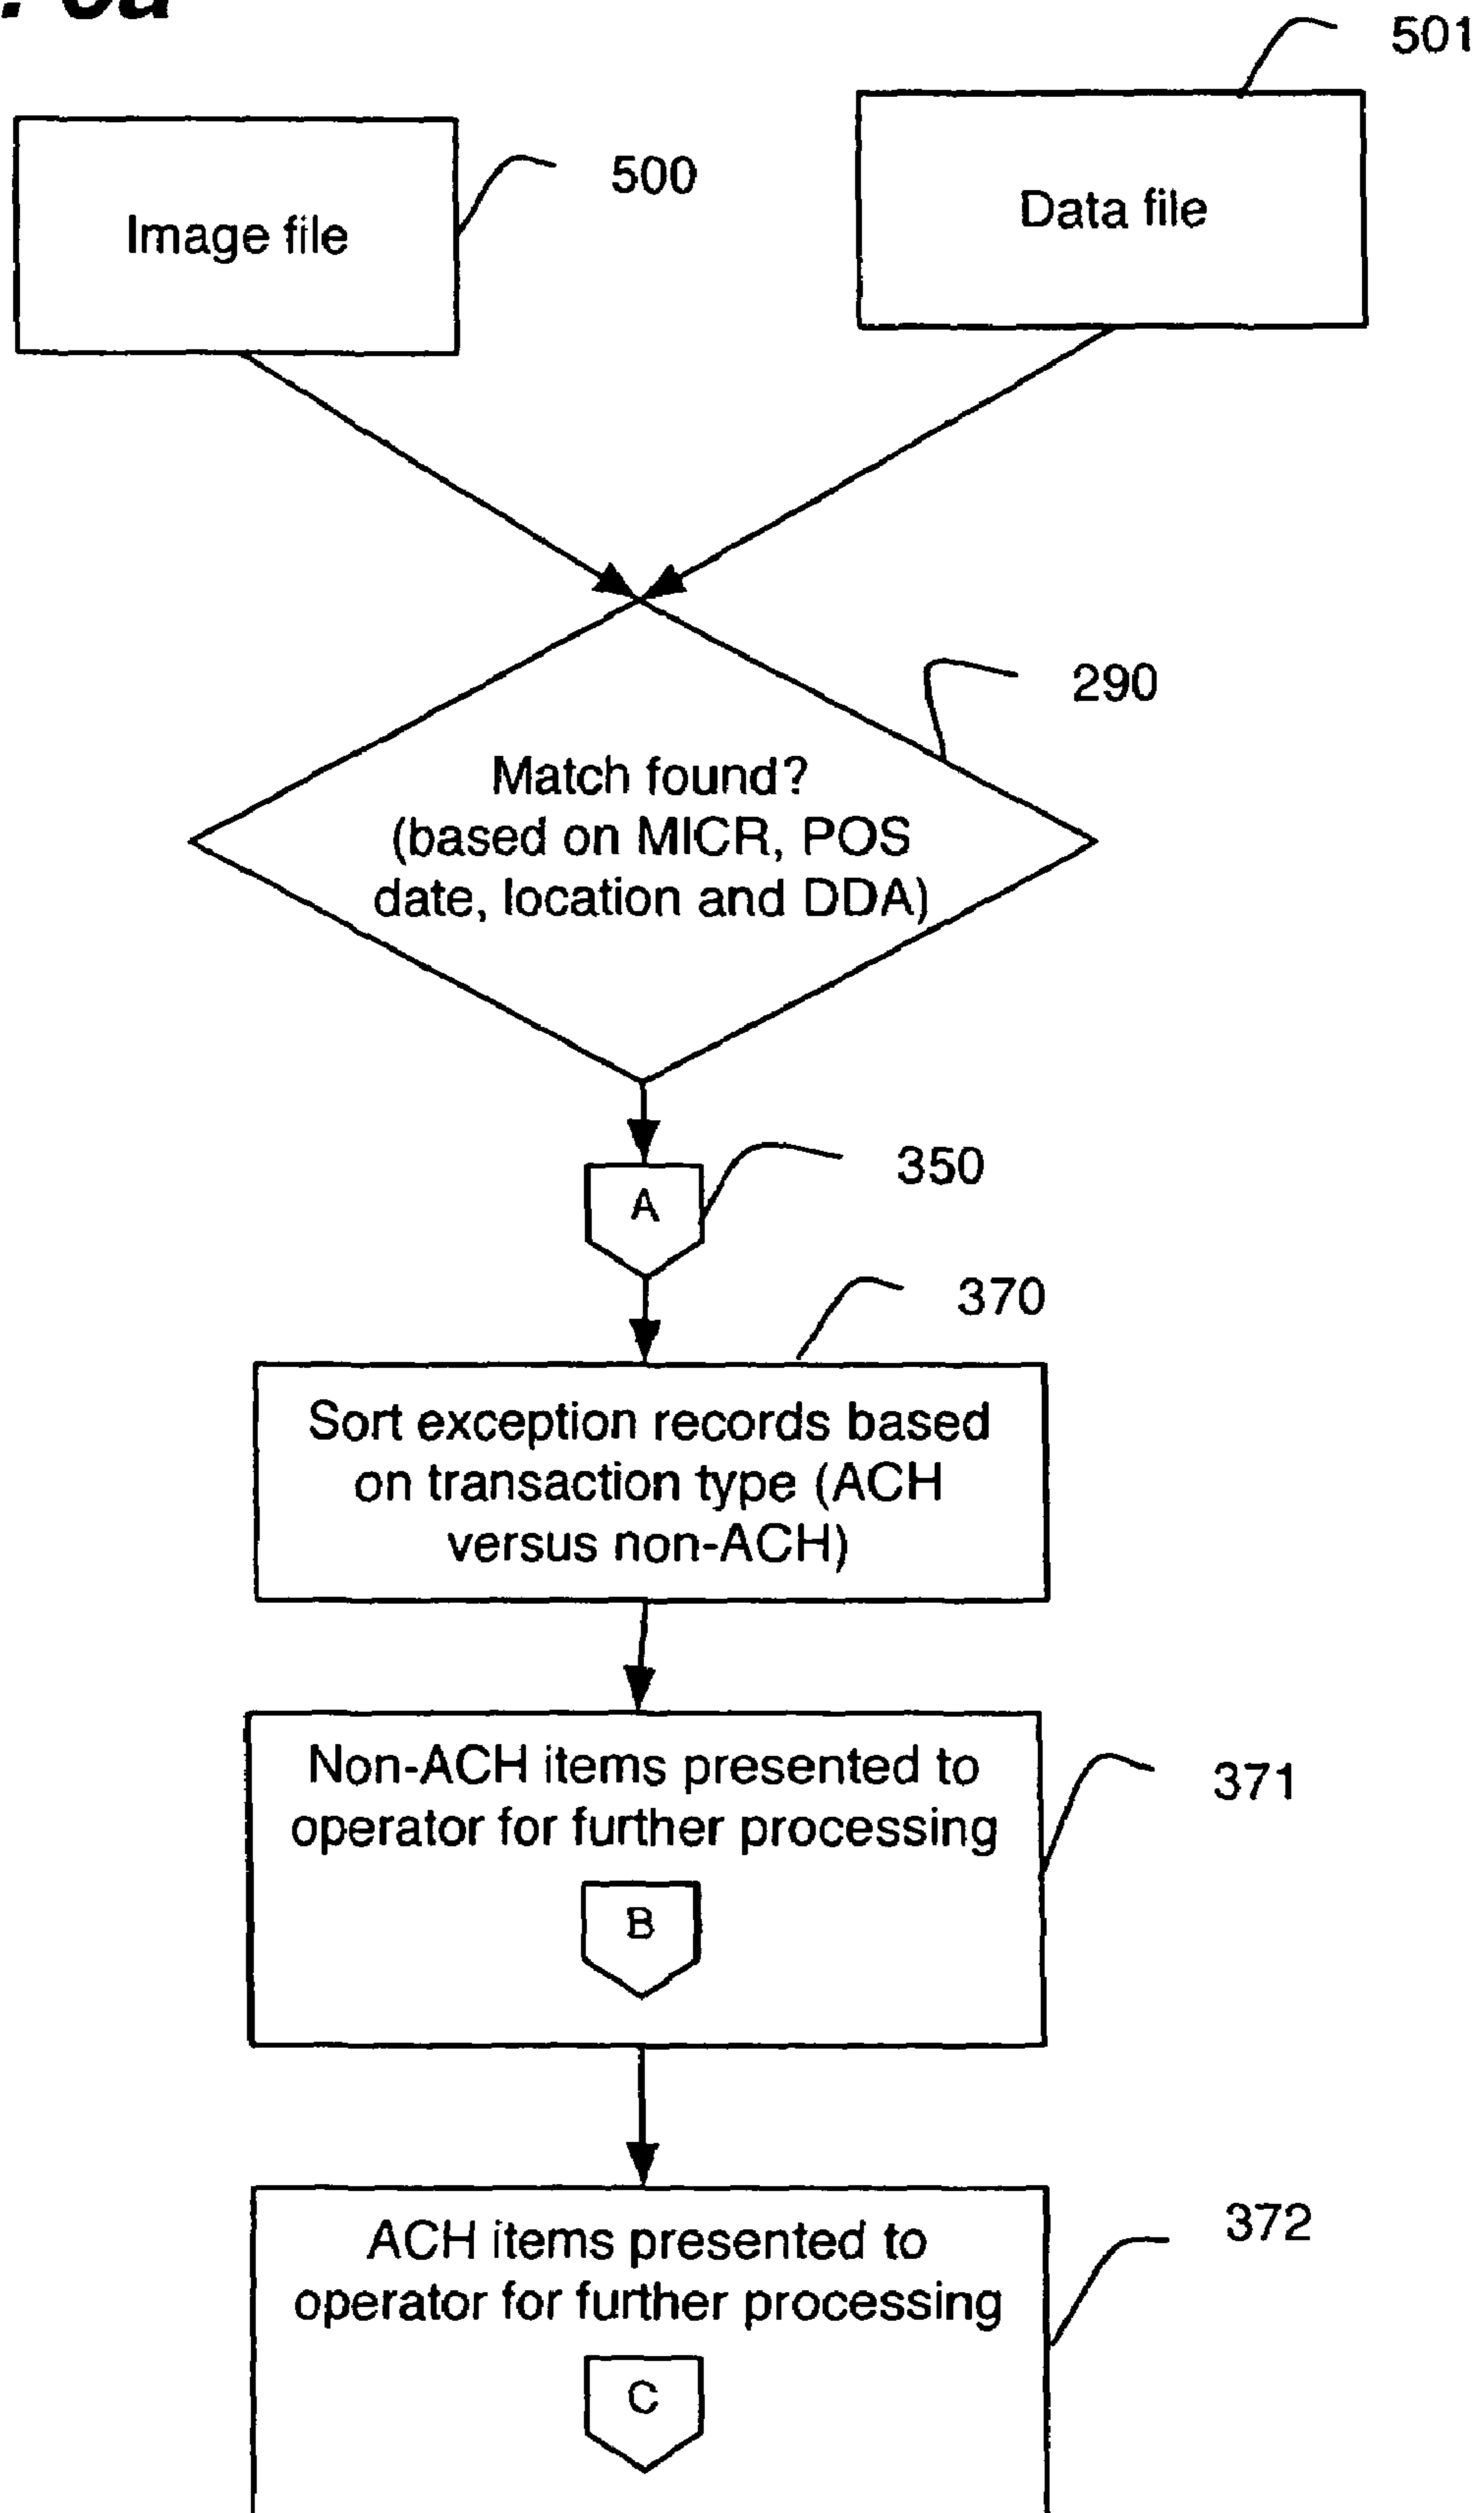 501
500
Image file
Data file
290
Match found?
(based on MICR, POS
date, location and DDA)
350
A
370
Sort exception records based
on transaction type (ACH
versus non-ACH)
Non-ACH items presented to
371
operator for further processing
B
372
ACH items presented to
operator for further processing
C